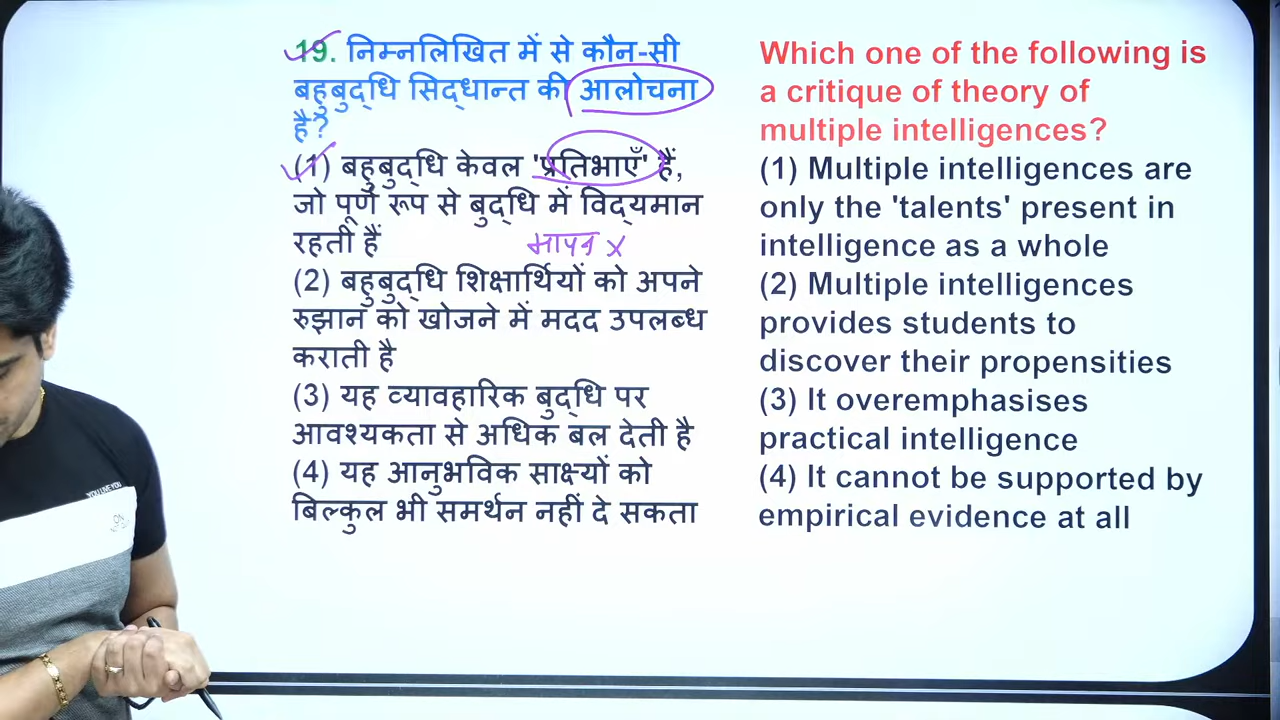 19. निम्नलिखित में से कौन-सी
बहुबुद्धि सिद्धान्त की आलोचना
है?
(1) बहुबुद्धि केवल 'प्रतिभाएँ' हैं,
जो पूर्ण रूप से बुद्धि में विद्यमान
रहती हैं
मापन x
(2) बहुबुद्धि शिक्षार्थियों को अपने
रुझान को खोजने में मदद उपलब्ध
कराती है
(3) यह व्यावहारिक बुद्धि पर
आवश्यकता से अधिक बल देती है
(4) यह आनुभविक साक्ष्यों को
बिल्कुल भी समर्थन नहीं दे सकता
Which one of the following is
a critique of theory of
multiple intelligences?
(1) Multiple intelligences are
only the 'talents' present in
intelligence as a whole
(2) Multiple intelligences
provides students to
discover their propensities
(3) It overemphasises
practical intelligence
(4) It cannot be supported by
empirical evidence at all